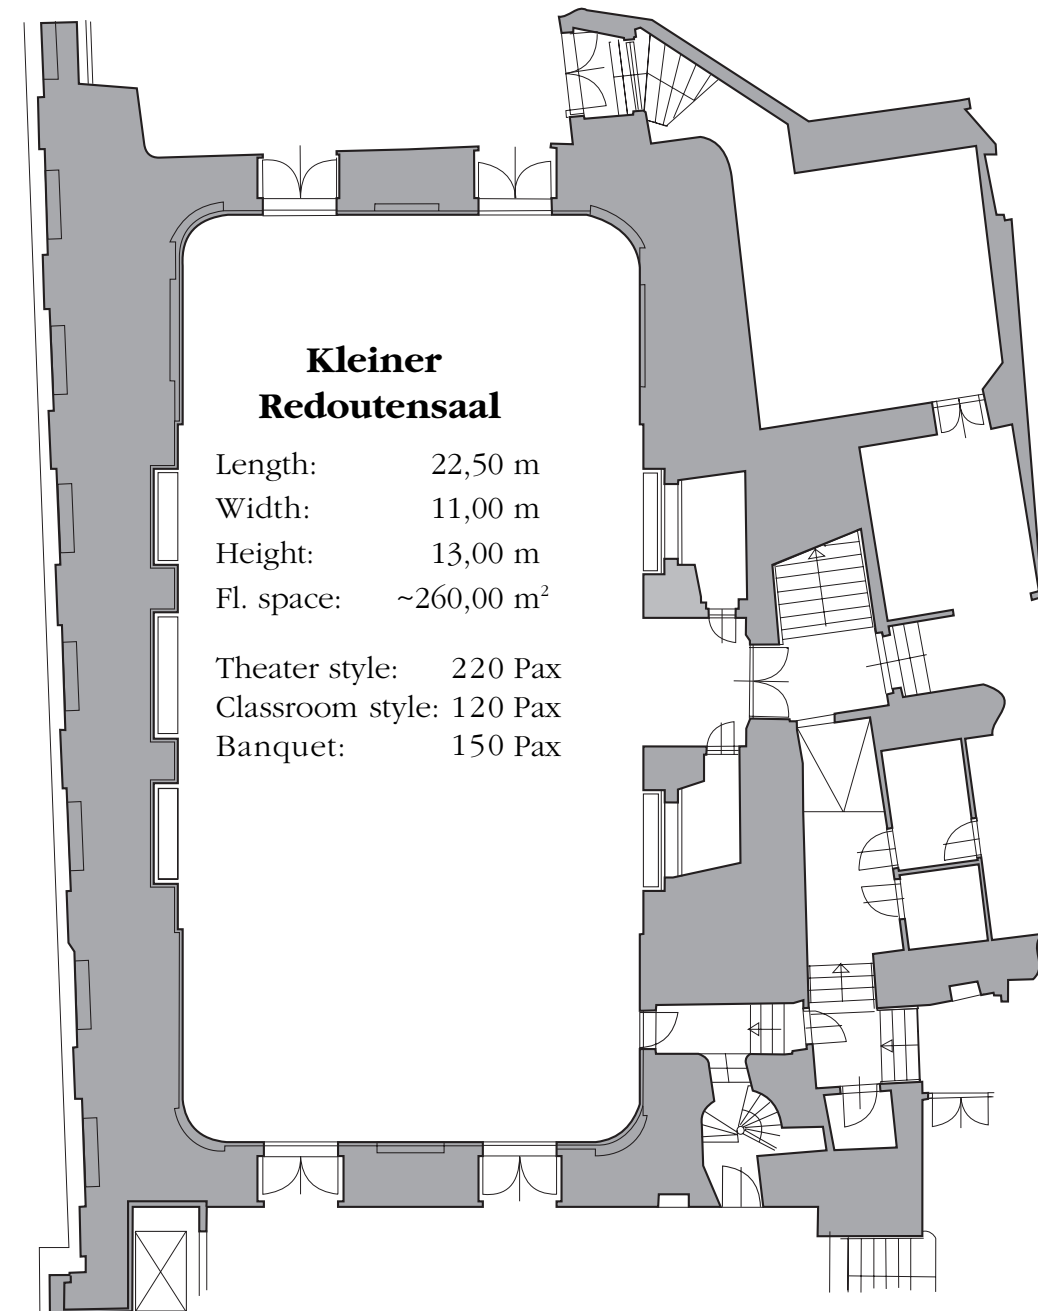 Kleiner
Redoutensaal
Length: 22,50 m
Width: 11,00 m
Height: 13,00 m
Fl. space: ~260,00 m²
Theater style: 220 Pax
Classroom style: 120 Pax
Banquet: 150 Pax